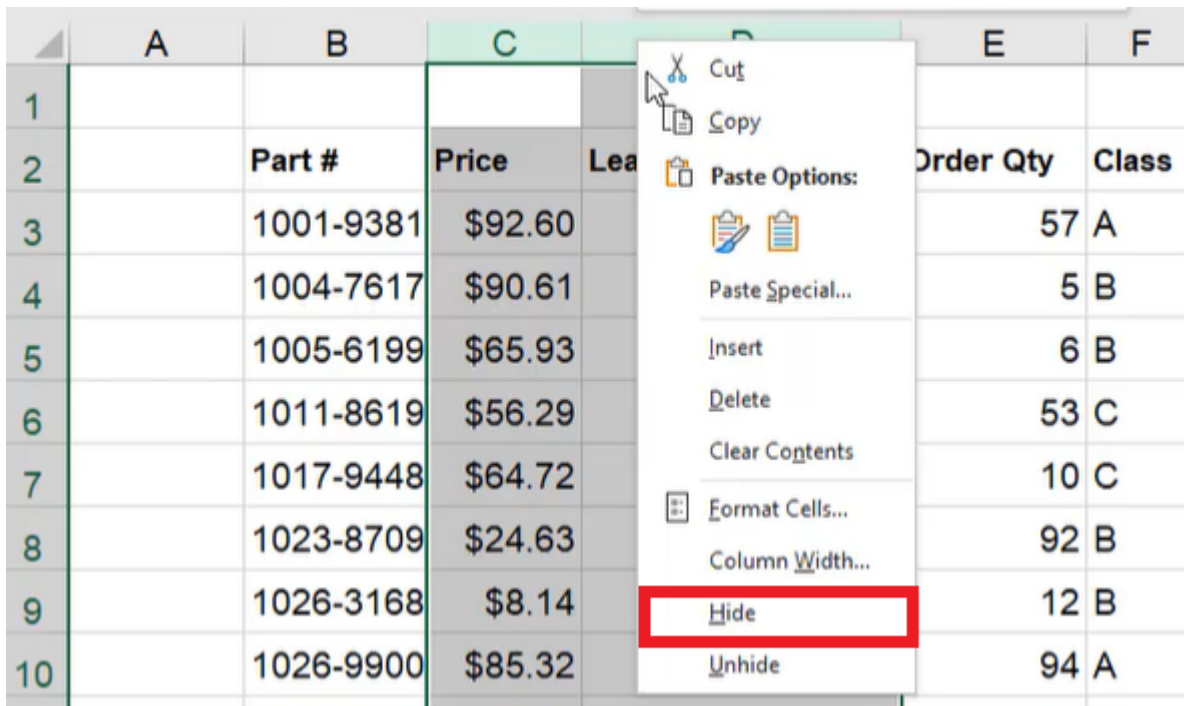 A B C E F
1
2 Part # Price Lea Order Qty Class
3 1001-9381 $92.60 57 A
4 1004-7617 $90.61 5 B
5 1005-6199 $65.93 6 B
6 1011-8619 $56.29 53 C
7 1017-9448 $64.72 10 C
8 1023-8709 $24.63 92 B
9 1026-3168 $8.14 12 B
10 1026-9900 $85.32 94 A
Cut
Copy
Paste Options:
Paste Special...
Insert
Delete
Clear Contents
Format Cells...
Column Width...
Hide
Unhide